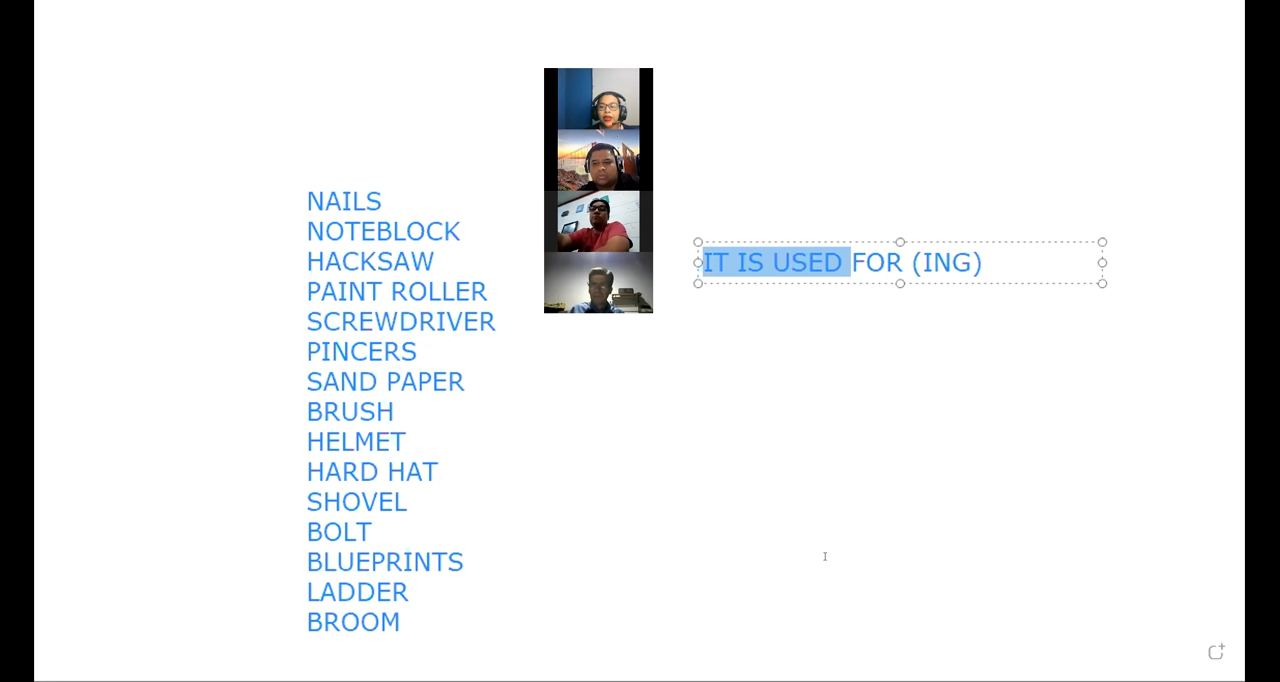 NAILS
NOTEBLOCK
HACKSAW
PAINT ROLLER
SCREWDRIVER
PINCERS
SAND PAPER
BRUSH
HELMET
HARD HAT
SHOVEL
BOLT
BLUEPRINTS
LADDER
BROOM
IT IS USED FOR (ING)